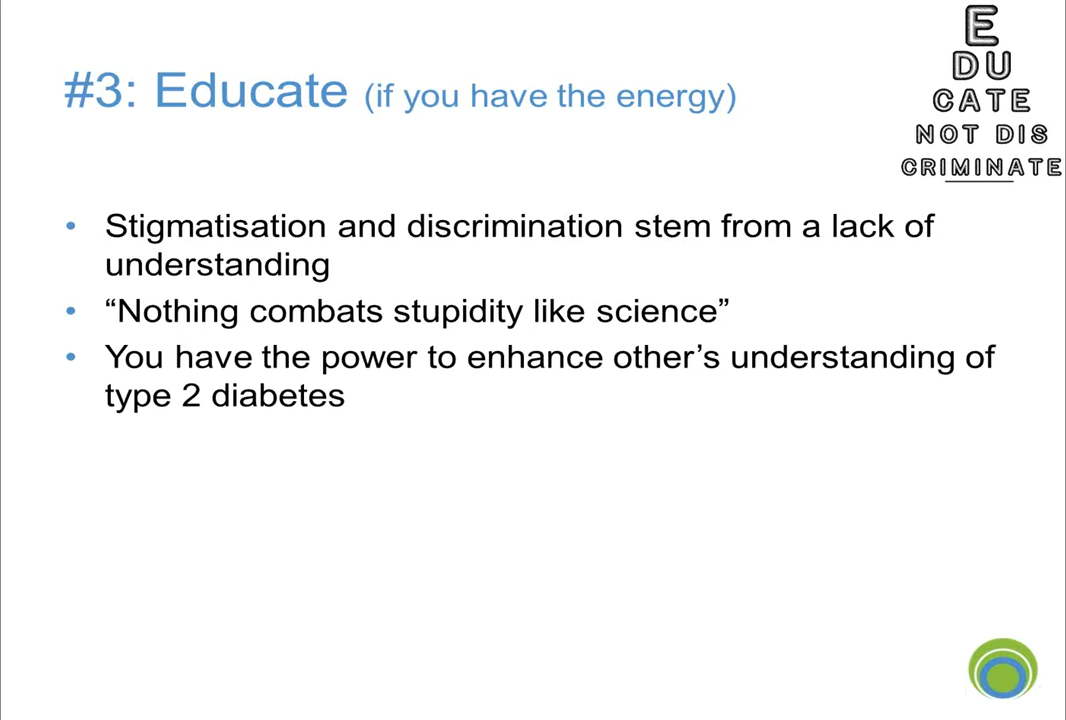 #3: Educate (if you have the energy)
E
DU
CATE
NOT DIS
CRIMINATE
• Stigmatisation and discrimination stem from a lack of
understanding
• “Nothing combats stupidity like science”
• You have the power to enhance other’s understanding of
type 2 diabetes